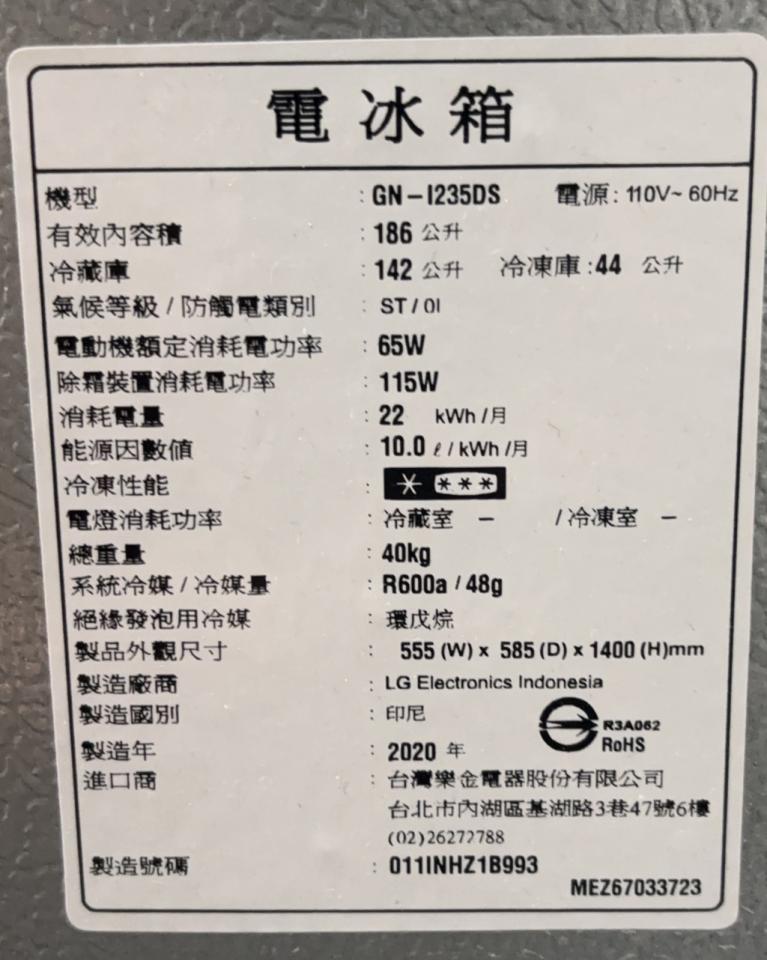 電冰箱
機型 : GN-I235DS 電源: 110V~ 60Hz
有效內容積 : 186 公升
冷藏庫 : 142 公升 冷凍庫 :44 公升
氣候等級 / 防觸電類別 : ST / 0I
電動機額定消耗電功率 : 65W
除霜裝置消耗電功率 : 115W
消耗電量 : 22 kWh /月
能源因數值 : 10.0 ℓ / kWh /月
冷凍性能 : * ***
電燈消耗功率 : 冷藏室 – / 冷凍室 –
總重量 : 40kg
系統冷媒 / 冷媒量 : R600a / 48g
絕緣發泡用冷媒 : 環戊烷
製品外觀尺寸 : 555 (W) x 585 (D) x 1400 (H)mm
製造廠商 : LG Electronics Indonesia
製造國別 : 印尼
R3A062
RoHS
製造年 : 2020 年
進口商 : 台灣樂金電器股份有限公司
台北市內湖區基湖路3巷47號6樓
(02)26272788
製造號碼 : 011INHZ1B993
MEZ67033723